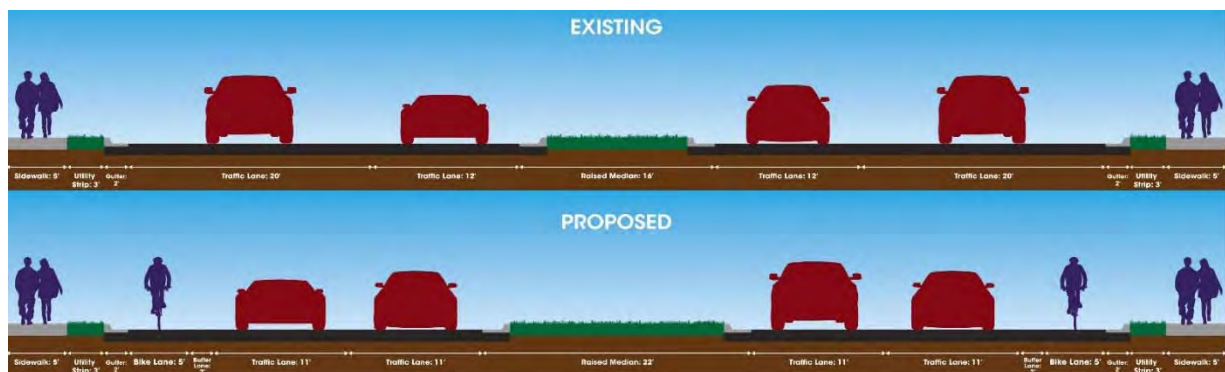 EXISTING
Sidewalk: 5'
Utility
Strip: 3'
Gutter:
2'
Traffic Lane: 20'
Traffic Lane: 12'
Raised Median: 16'
Traffic Lane: 12'
Traffic Lane: 20'
Gutter:
2'
Utility
Strip: 3'
Sidewalk: 5'
PROPOSED
Sidewalk: 5'
Utility
Strip: 3'
Gutter:
2'
Bike Lane: 5'
Buffer
Lane:
Traffic Lane: 11'
Traffic Lane: 11'
Raised Median: 22'
Traffic Lane: 11'
Traffic Lane: 11'
Buffer
Lane:
Bike Lane: 5'
Gutter:
2'
Utility
Strip: 3'
Sidewalk: 5'